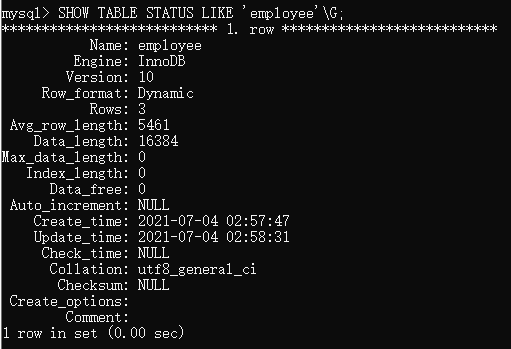 mysql> SHOW TABLE STATUS LIKE 'employee'\G;
*************************** 1. row ***************************
Name: employee
Engine: InnoDB
Version: 10
Row_format: Dynamic
Rows: 3
Avg_row_length: 5461
Data_length: 16384
Max_data_length: 0
Index_length: 0
Data_free: 0
Auto_increment: NULL
Create_time: 2021-07-04 02:57:47
Update_time: 2021-07-04 02:58:31
Check_time: NULL
Collation: utf8_general_ci
Checksum: NULL
Create_options:
Comment:
1 row in set (0.00 sec)